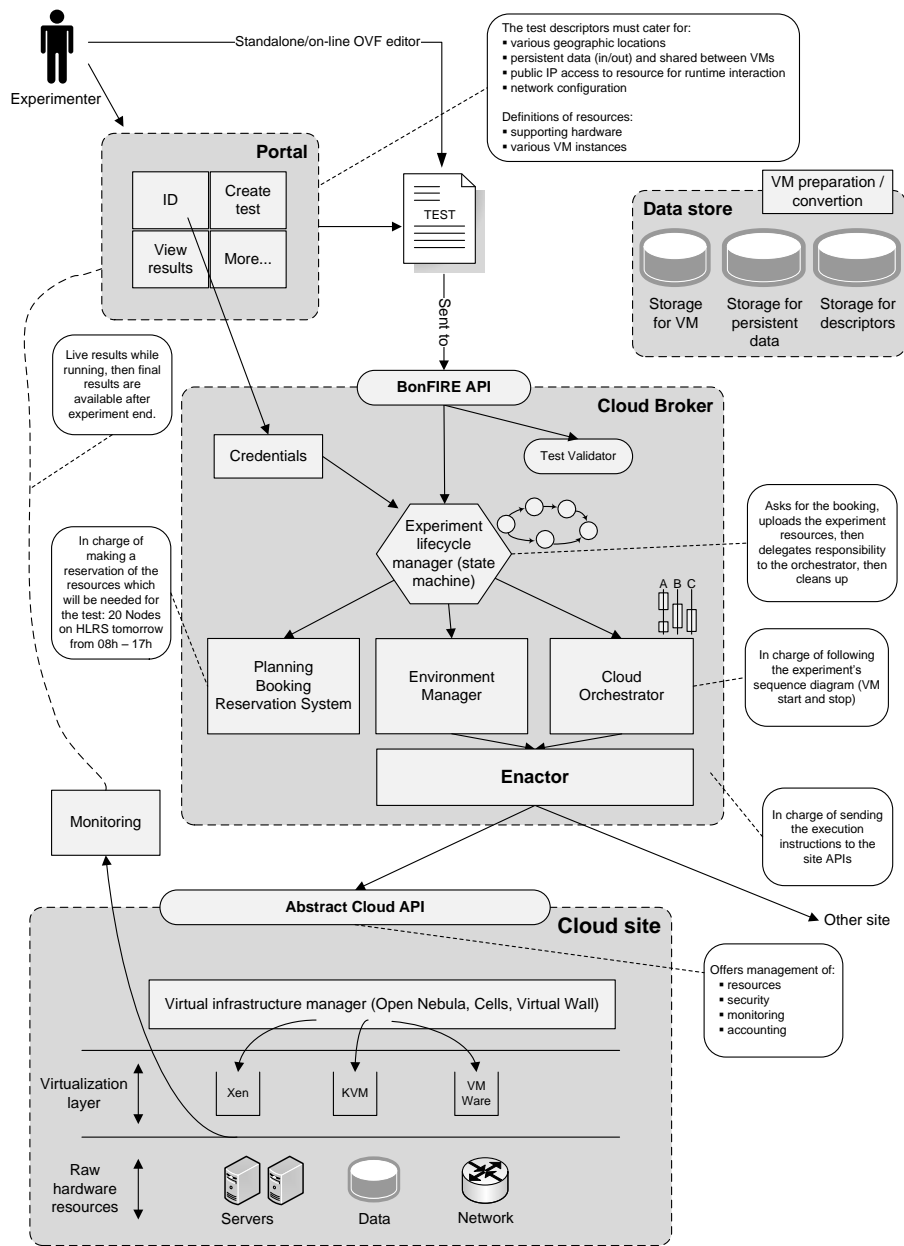 Standalone/on-line OVF editor
Experimenter
The test descriptors must cater for:
▪ various geographic locations
▪ persistent data (in/out) and shared between VMs
▪ public IP access to resource for runtime interaction
▪ network configuration
Definitions of resources:
▪ supporting hardware
▪ various VM instances
Portal
ID
Create
test
View
results
More...
TEST
VM preparation /
convertion
Data store
Storage
for VM
Storage for
persistent
data
Storage for
descriptors
Sent to
Live results while
running, then final
results are
available after
experiment end.
BonFIRE API
Cloud Broker
Credentials
Test Validator
Experiment
lifecycle
manager (state
machine)
Asks for the booking,
uploads the experiment
resources, then
delegates responsibility
to the orchestrator, then
cleans up
In charge of
making a
reservation of the
resources which
will be needed for
the test: 20 Nodes
on HLRS tomorrow
from 08h – 17h
A B C
Planning
Booking
Reservation System
Environment
Manager
Cloud
Orchestrator
In charge of following
the experiment's
sequence diagram (VM
start and stop)
Enactor
Monitoring
In charge of sending
the execution
instructions to the
site APIs
Abstract Cloud API
Other site
Cloud site
Offers management of:
▪ resources
▪ security
▪ monitoring
▪ accounting
Virtual infrastructure manager (Open Nebula, Cells, Virtual Wall)
Virtualization
layer
Xen
KVM
VM
Ware
Raw
hardware
resources
Servers
Data
Network